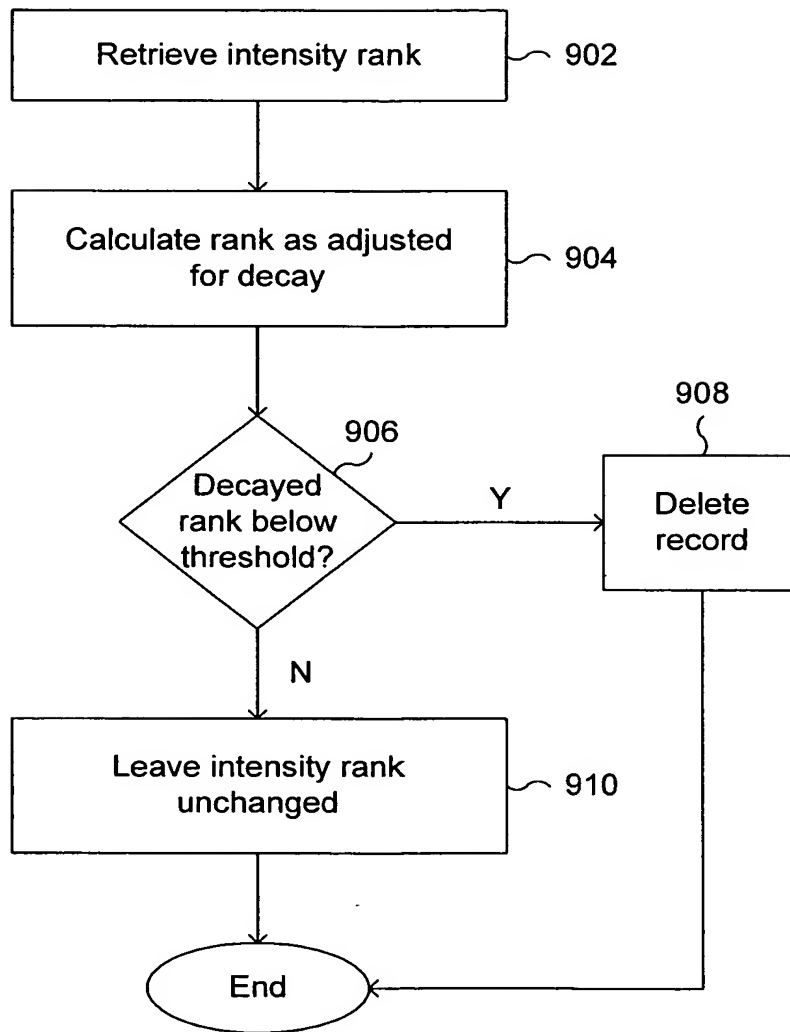 Retrieve intensity rank
902
Calculate rank as adjusted
for decay
904
906
Decayed
rank below
threshold?
Y
908
Delete
record
N
Leave intensity rank
unchanged
910
End